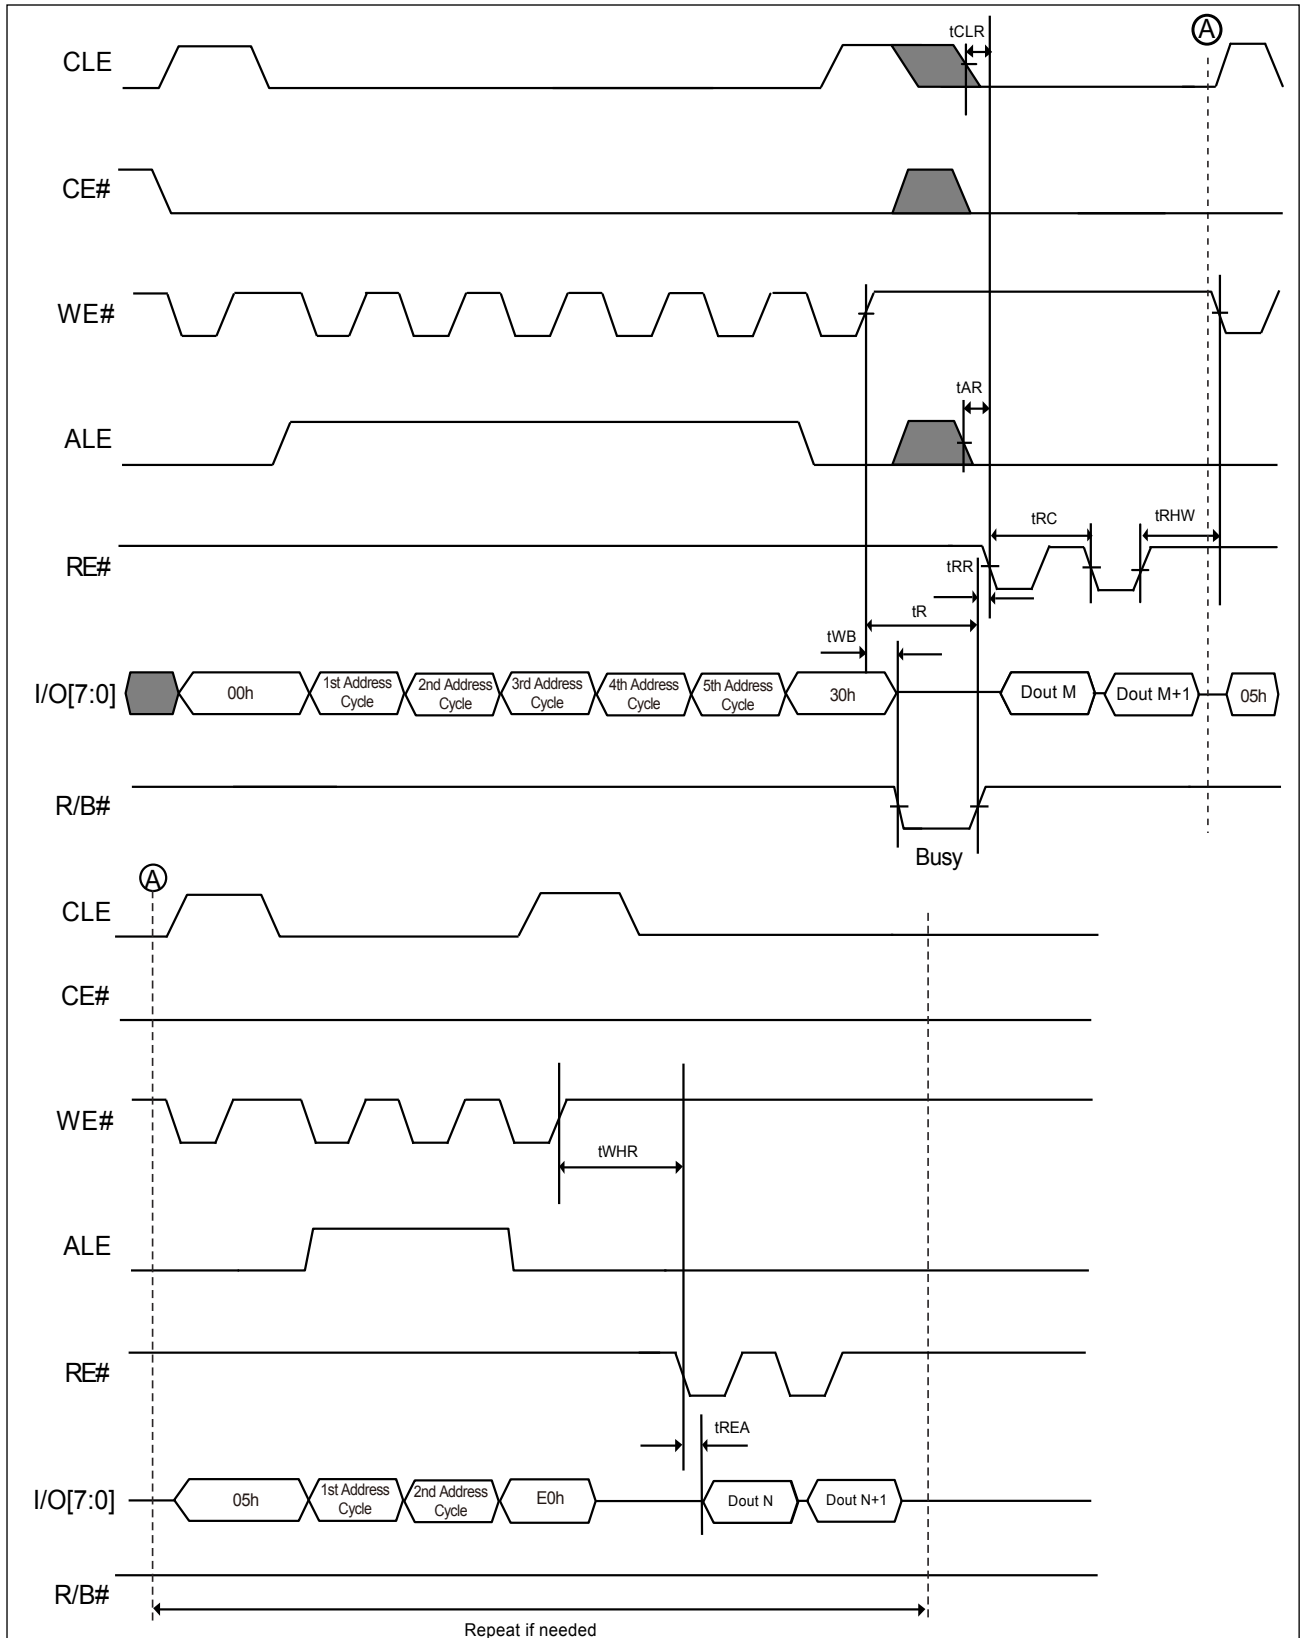 tCLR
A
CLE
CE#
WE#
tAR
ALE
tRC
tRHW
RE#
tRR
tR
tWB
I/O[7:0]
00h
1st Address
Cycle
2nd Address
Cycle
3rd Address
Cycle
4th Address
Cycle
5th Address
Cycle
30h
Dout M
Dout M+1
05h
R/B#
Busy
A
CLE
CE#
WE#
tWHR
ALE
RE#
tREA
I/O[7:0]
05h
1st Address
Cycle
2nd Address
Cycle
E0h
Dout N
Dout N+1
R/B#
Repeat if needed